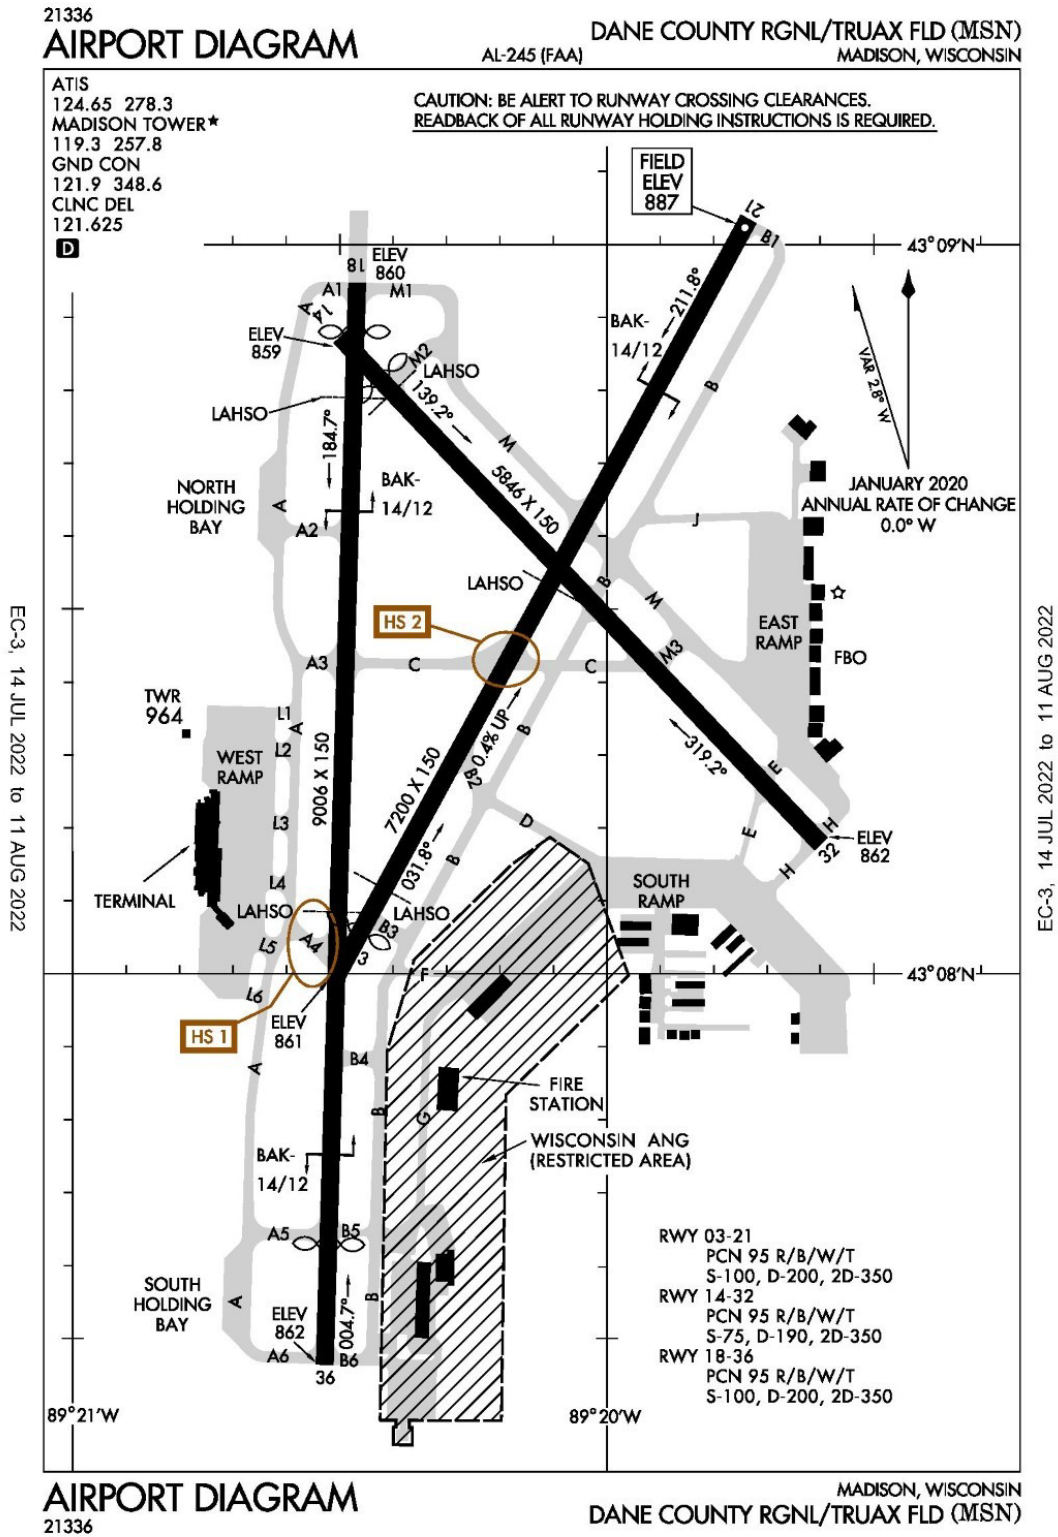 21336
AIRPORT DIAGRAM
AL-245 (FAA)
DANE COUNTY RGNL/TRUAX FLD (MSN)
MADISON, WISCONSIN
ATIS
124.65 278.3
MADISON TOWER★
119.3 257.8
GND CON
121.9 348.6
CLNC DEL
121.625
D
CAUTION: BE ALERT TO RUNWAY CROSSING CLEARANCES.
READBACK OF ALL RUNWAY HOLDING INSTRUCTIONS IS REQUIRED.
FIELD
ELEV
887
21
B1
43°09'N
18
ELEV
860
A1
M1
A
14
ELEV
859
M2
LAHSO
139.2°
LAHSO
184.7°
211.8°
BAK-
14/12
B
VAR 2.8° W
JANUARY 2020
ANNUAL RATE OF CHANGE
0.0° W
M
5846 X 150
NORTH
HOLDING
BAY
A
A2
BAK-
14/12
J
LAHSO
B
M
HS 2
EAST
RAMP
FBO
A3
C
C
M3
TWR
964
L1
A
L2
WEST
RAMP
9006 X 150
7200 X 150
0.4% UP
B
B2
319.2°
E
L3
D
E
H
32
ELEV
862
H
TERMINAL
L4
031.8°
B
SOUTH
RAMP
LAHSO
LAHSO
A4
B3
3
L5
F
43°08'N
L6
HS 1
ELEV
861
A
B4
B
G
FIRE
STATION
BAK-
14/12
WISCONSIN ANG
(RESTRICTED AREA)
A5
B5
SOUTH
HOLDING
BAY
A
B
ELEV
862
004.7°
A6
B6
36
RWY 03-21
PCN 95 R/B/W/T
S-100, D-200, 2D-350
RWY 14-32
PCN 95 R/B/W/T
S-75, D-190, 2D-350
RWY 18-36
PCN 95 R/B/W/T
S-100, D-200, 2D-350
89°21'W
89°20'W
EC-3, 14 JUL 2022 to 11 AUG 2022
EC-3, 14 JUL 2022 to 11 AUG 2022
AIRPORT DIAGRAM
21336
MADISON, WISCONSIN
DANE COUNTY RGNL/TRUAX FLD (MSN)